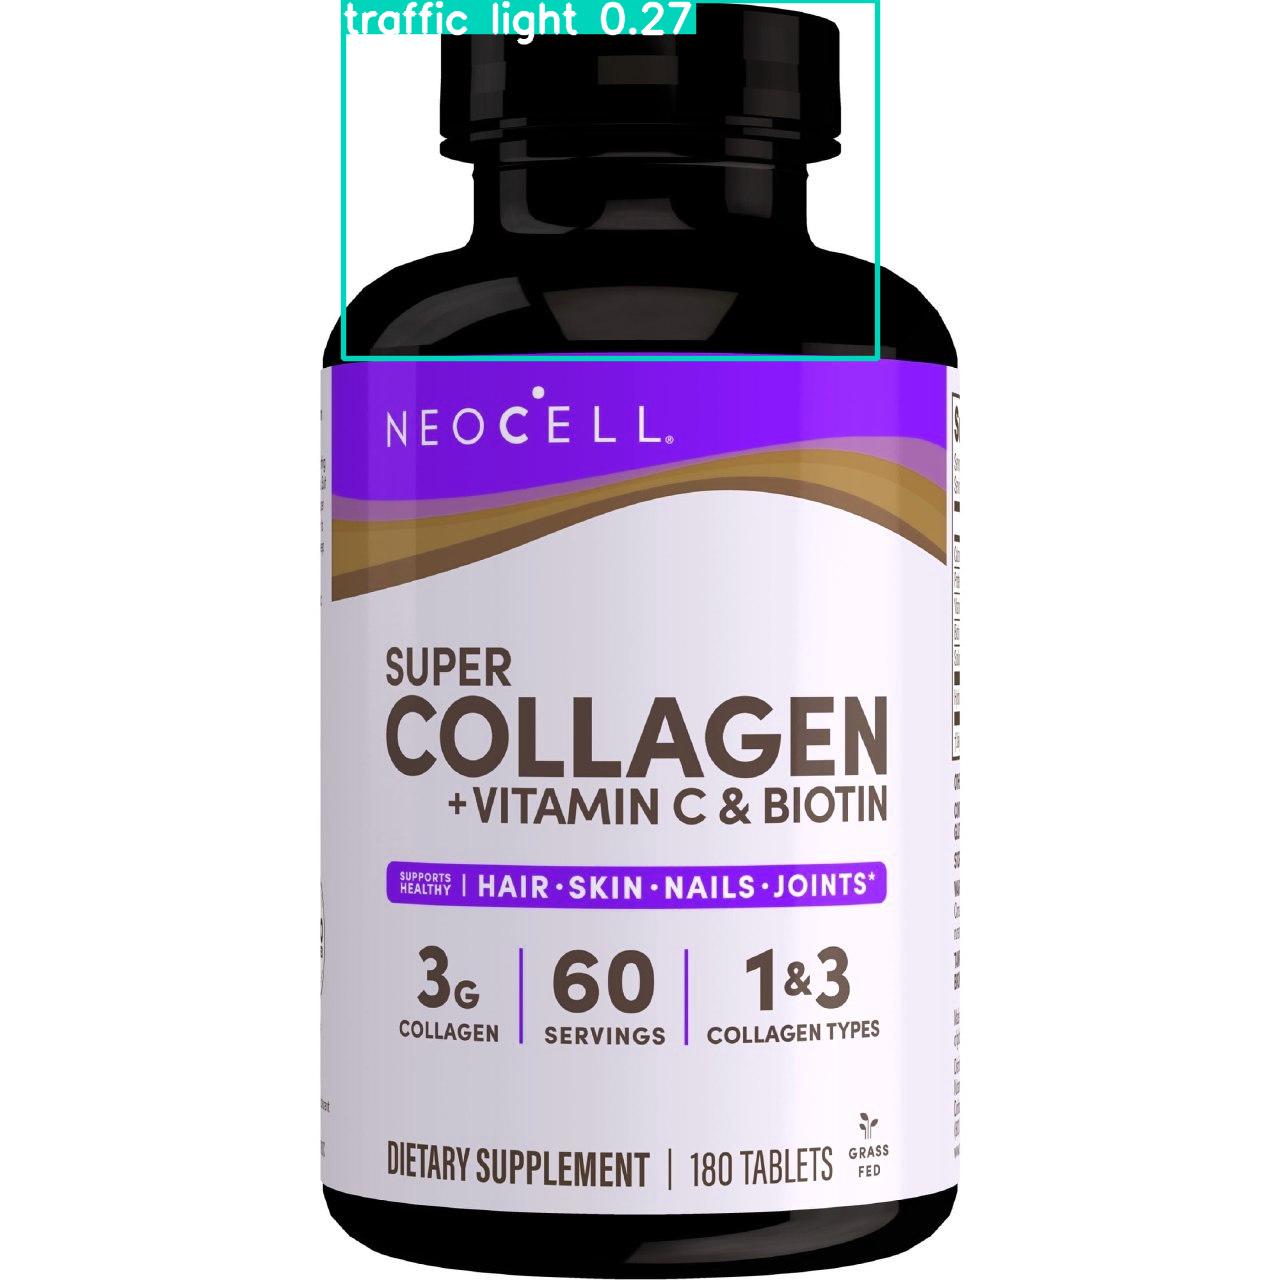 traffic light 0.27
NEOCELL®
SUPER
COLLAGEN
+VITAMIN C & BIOTIN
SUPPORTS HEALTHY | HAIR·SKIN·NAILS·JOINTS*
3G COLLAGEN
60 SERVINGS
1&3 COLLAGEN TYPES
DIETARY SUPPLEMENT | 180 TABLETS
GRASS FED